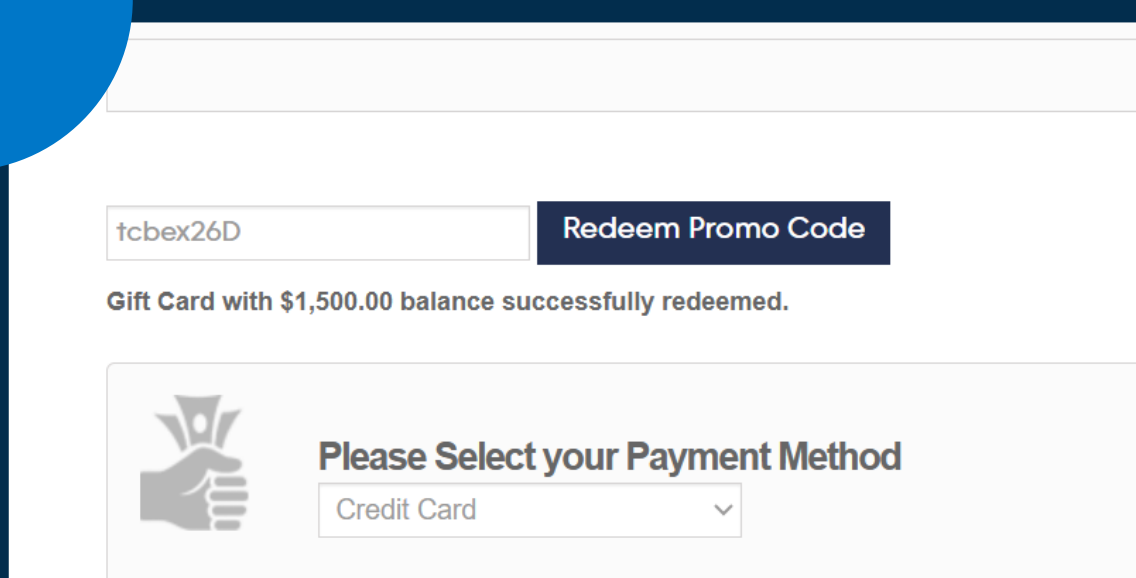 tcbex26D
Redeem Promo Code
Gift Card with $1,500.00 balance successfully redeemed.
Please Select your Payment Method
Credit Card